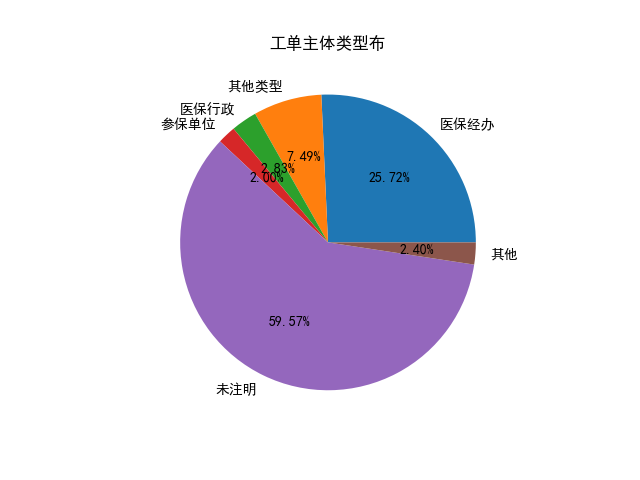 工单主体类型布
其他类型
医保行政
参保单位
医保经办
7.49%
2.83%
2.00%
25.72%
2.40%
其他
59.57%
未注明